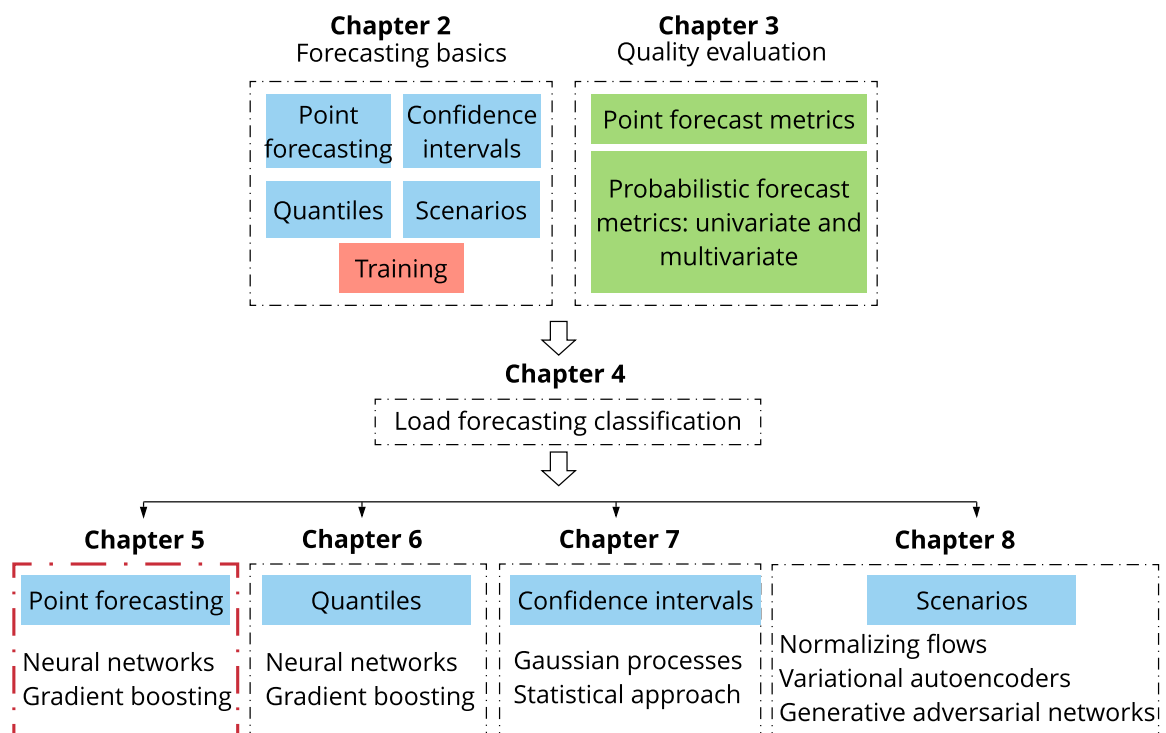 Chapter 2
Forecasting basics
Point
forecasting
Confidence
intervals
Quantiles
Scenarios
Training
Chapter 3
Quality evaluation
Point forecast metrics
Probabilistic forecast
metrics: univariate and
multivariate
Chapter 4
Load forecasting classification
Chapter 5
Point forecasting
Neural networks
Gradient boosting
Chapter 6
Quantiles
Neural networks
Gradient boosting
Chapter 7
Confidence intervals
Gaussian processes
Statistical approach
Chapter 8
Scenarios
Normalizing flows
Variational autoencoders
Generative adversarial networks